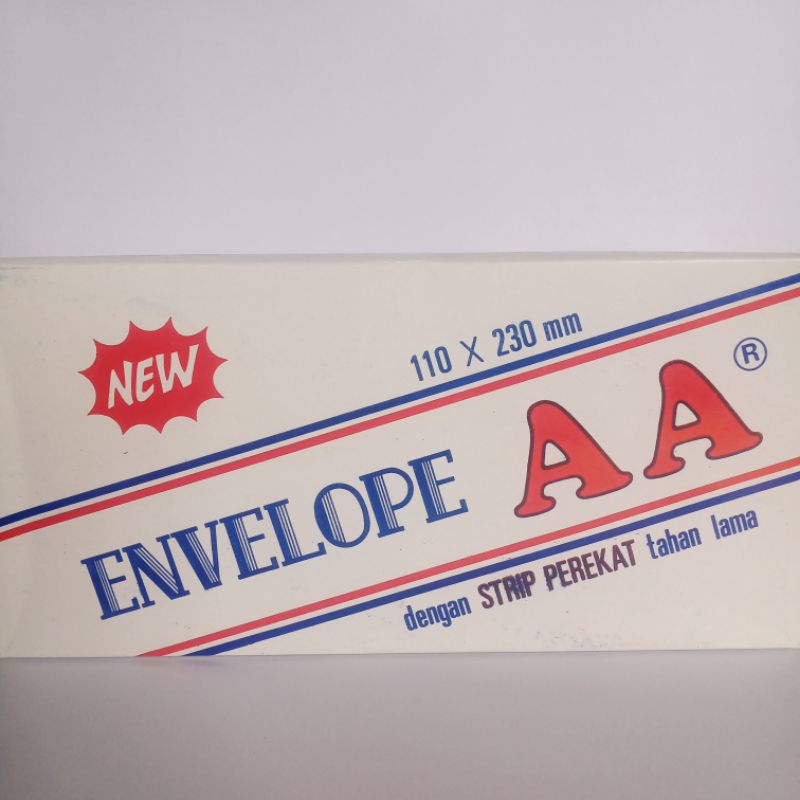 NEW
110 X 230 mm
ENVELOPE AA ®
dengan STRIP PEREKAT tahan lama